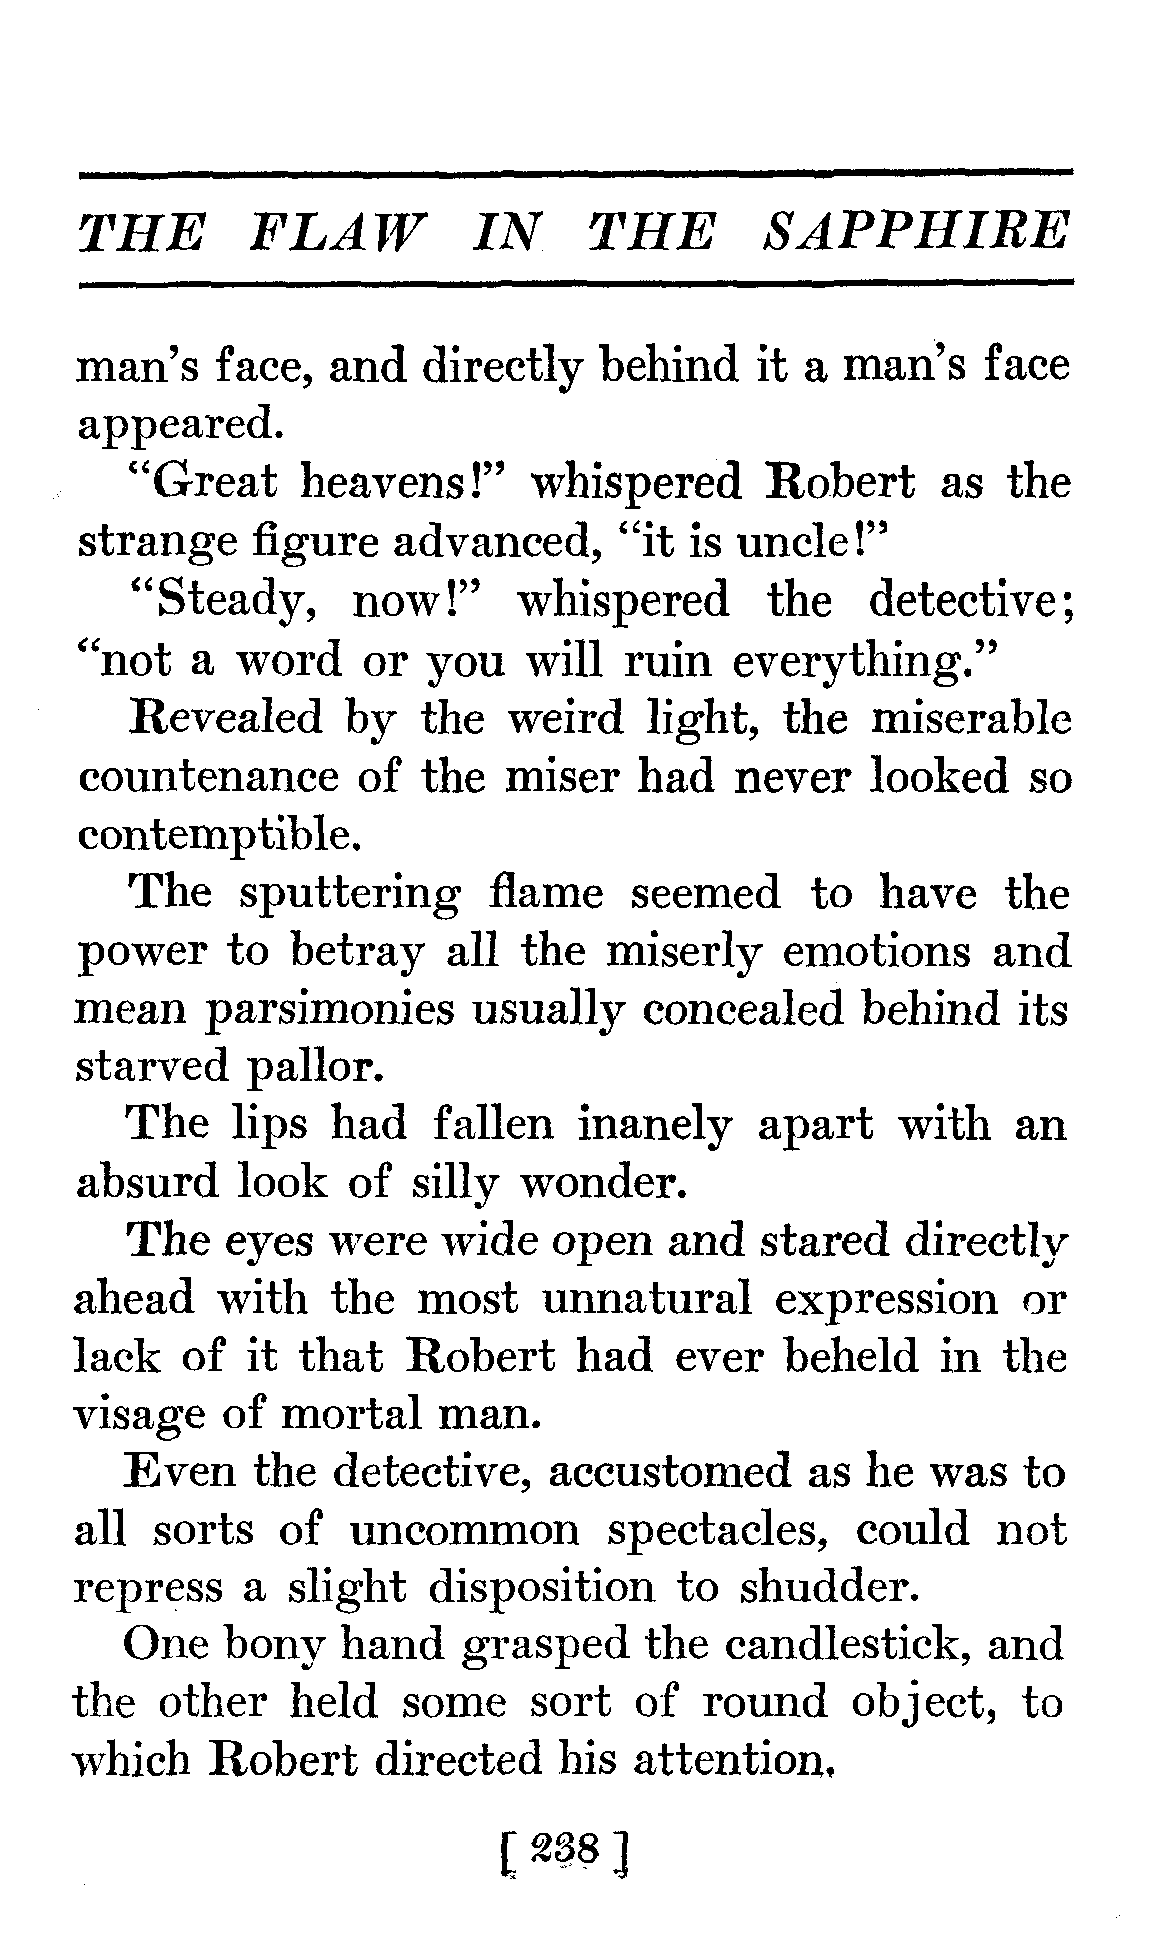 THE FLAW IN THE SAPPHIRE
man's face, and directly behind it a man's face
appeared.
"Great heavens!" whispered Robert as the
strange figure advanced, "it is uncle!"
"Steady, now!" whispered the detective;
"not a word or you will ruin everything."
Revealed by the weird light, the miserable
countenance of the miser had never looked so
contemptible.
The sputtering flame seemed to have the
power to betray all the miserly emotions and
mean parsimonies usually concealed behind its
starved pallor.
The lips had fallen inanely apart with an
absurd look of silly wonder.
The eyes were wide open and stared directly
ahead with the most unnatural expression or
lack of it that Robert had ever beheld in the
visage of mortal man.
Even the detective, accustomed as he was to
all sorts of uncommon spectacles, could not
repress a slight disposition to shudder.
One bony hand grasped the candlestick, and
the other held some sort of round object, to
which Robert directed his attention.
[ 238 ]